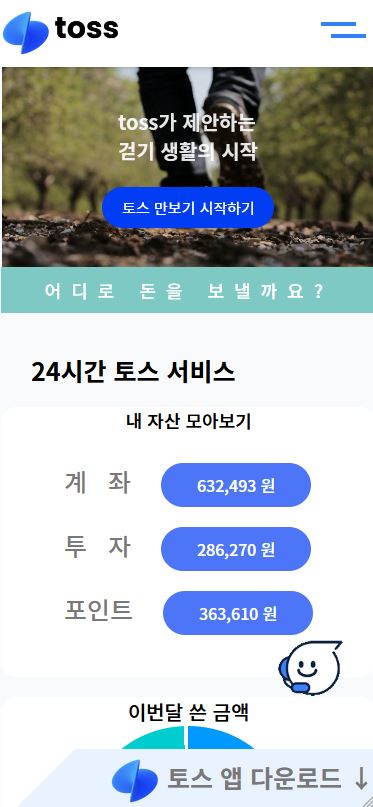 toss
toss가 제안하는
걷기 생활의 시작
토스 만보기 시작하기
어디로 돈을 보낼까요?
24시간 토스 서비스
내 자산 모아보기
계 좌
632,493 원
투 자
286,270 원
포인트
363,610 원
이번달 쓴 금액
토스 앱 다운로드 ↓